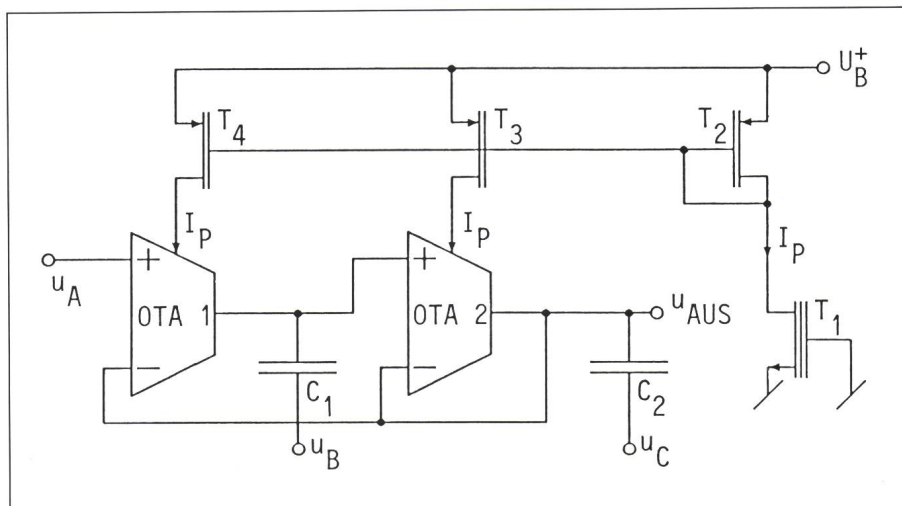 U_B^+
T_4
T_3
T_2
I_P
I_P
I_P
u_A
+
OTA 1
−
+
OTA 2
−
u_AUS
T_1
C_1
C_2
u_B
u_C